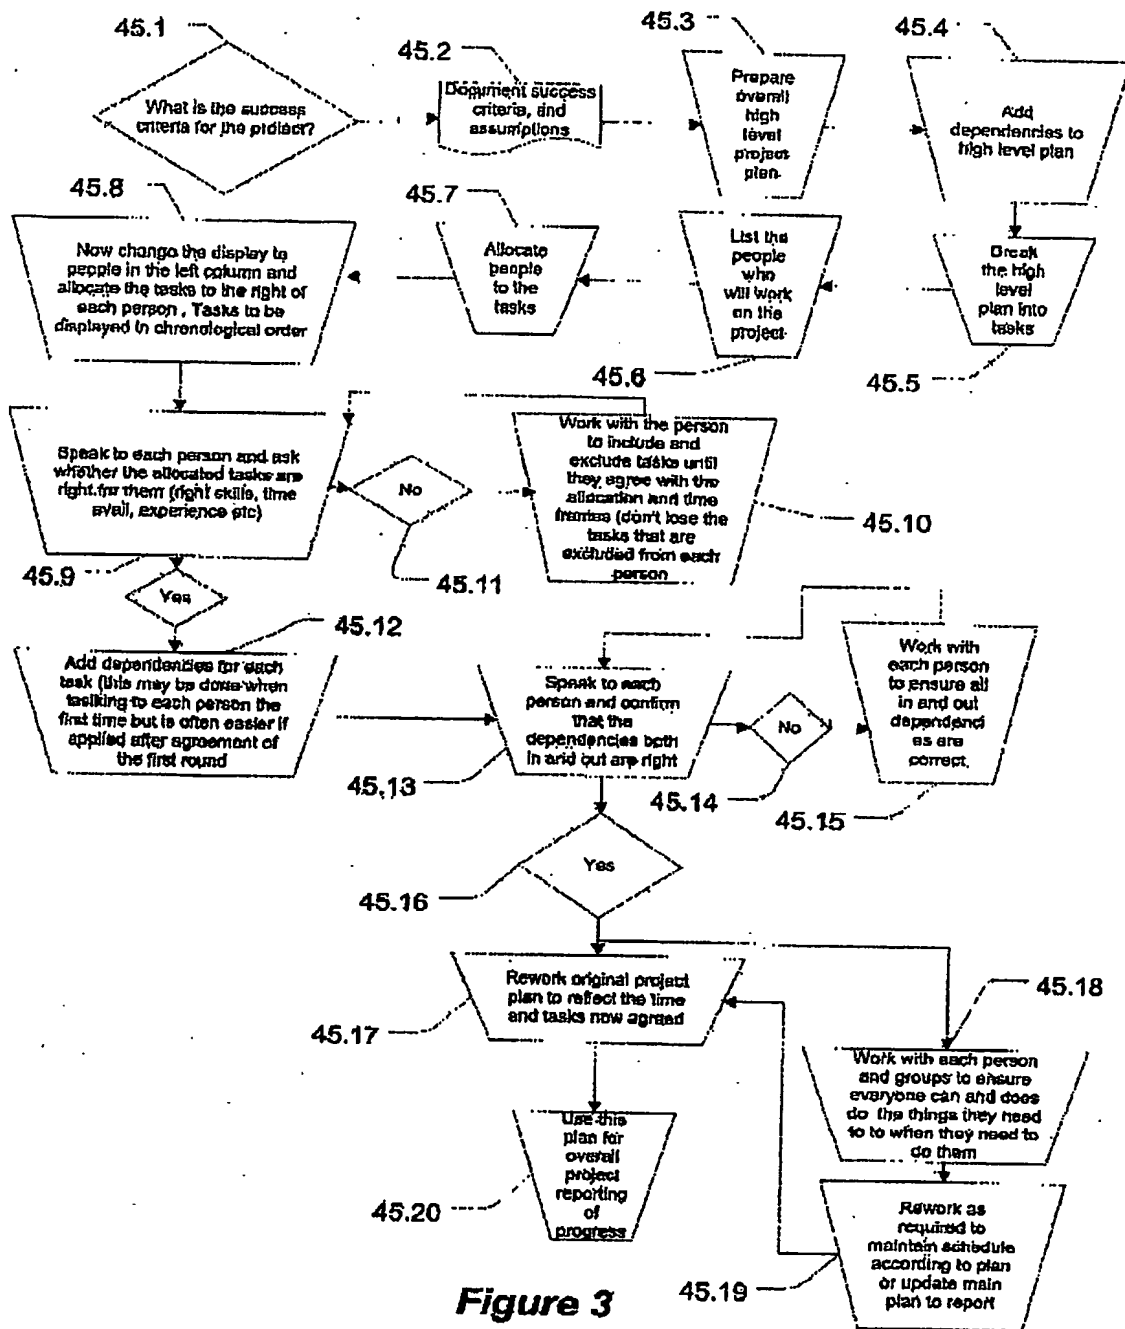 45.1
What is the success
criteria for the project?
45.2
Document success
criteria, and
assumptions
45.3
Prepare
overall
high
level
project
plan
45.4
Add
dependencies to
high level plan
45.8
Now change the display to
people in the left column and
allocate the tasks to the right of
each person . Tasks to be
displayed in chronological order
45.7
Allocate
people
to the
tasks
45.6
List the
people
who
will work
on the
project
45.5
Break
the high
level
plan into
tasks
Speak to each person and ask
whether the allocated tasks are
right for them (right skills, time
avail, experience etc)
45.9
No
45.11
Work with the person
to include and
exclude tasks until
they agree with the
allocation and time
frames (don't lose the
tasks that are
excluded from each
person
45.10
Yes
45.12
Add dependencies for each
task (this may be done when
talking to each person the
first time but is often easier if
applied after agreement of
the first round
Speak to each
person and confirm
that the
dependencies both
in and out are right
45.13
No
45.14
Work with
each person
to ensure all
in and out
dependenci
es are
correct.
45.15
Yes
45.16
Rework original project
plan to reflect the time
and tasks now agreed
45.17
45.18
Work with each person
and groups to ensure
everyone can and does
do the things they need
to to when they need to
do them
Use this
plan for
overall
project
reporting
of
progress
45.20
Rework as
required to
maintain schedule
according to plan
or update main
plan to report
45.19
Figure 3